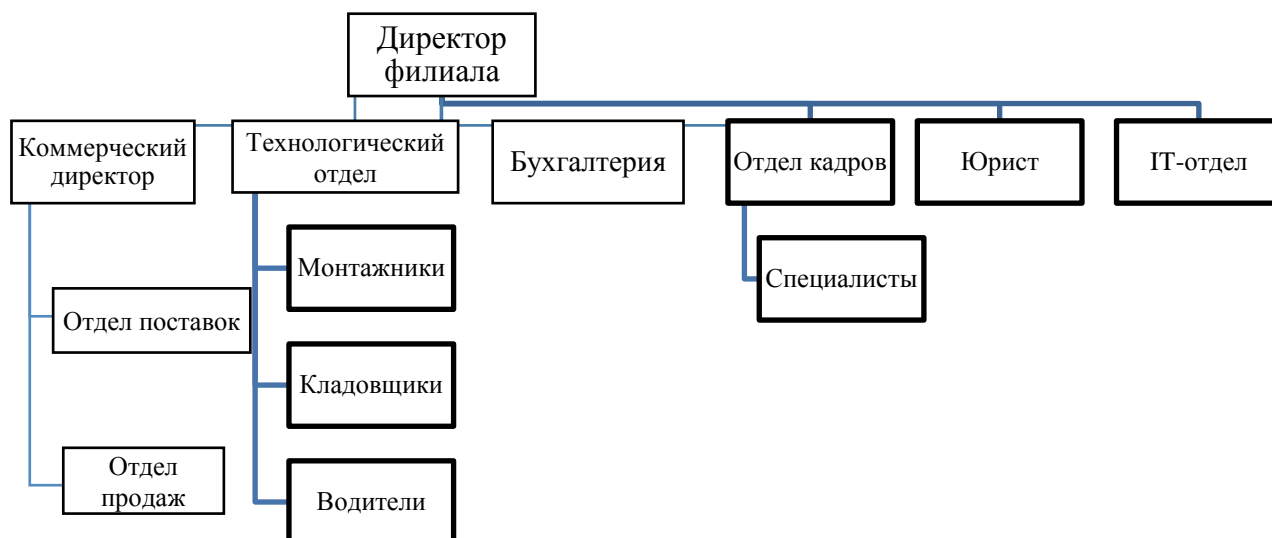 Директор
филиала
Коммерческий
директор
Технологический
отдел
Бухгалтерия
Отдел кадров
Юрист
IT-отдел
Монтажники
Специалисты
Отдел поставок
Кладовщики
Отдел
продаж
Водители